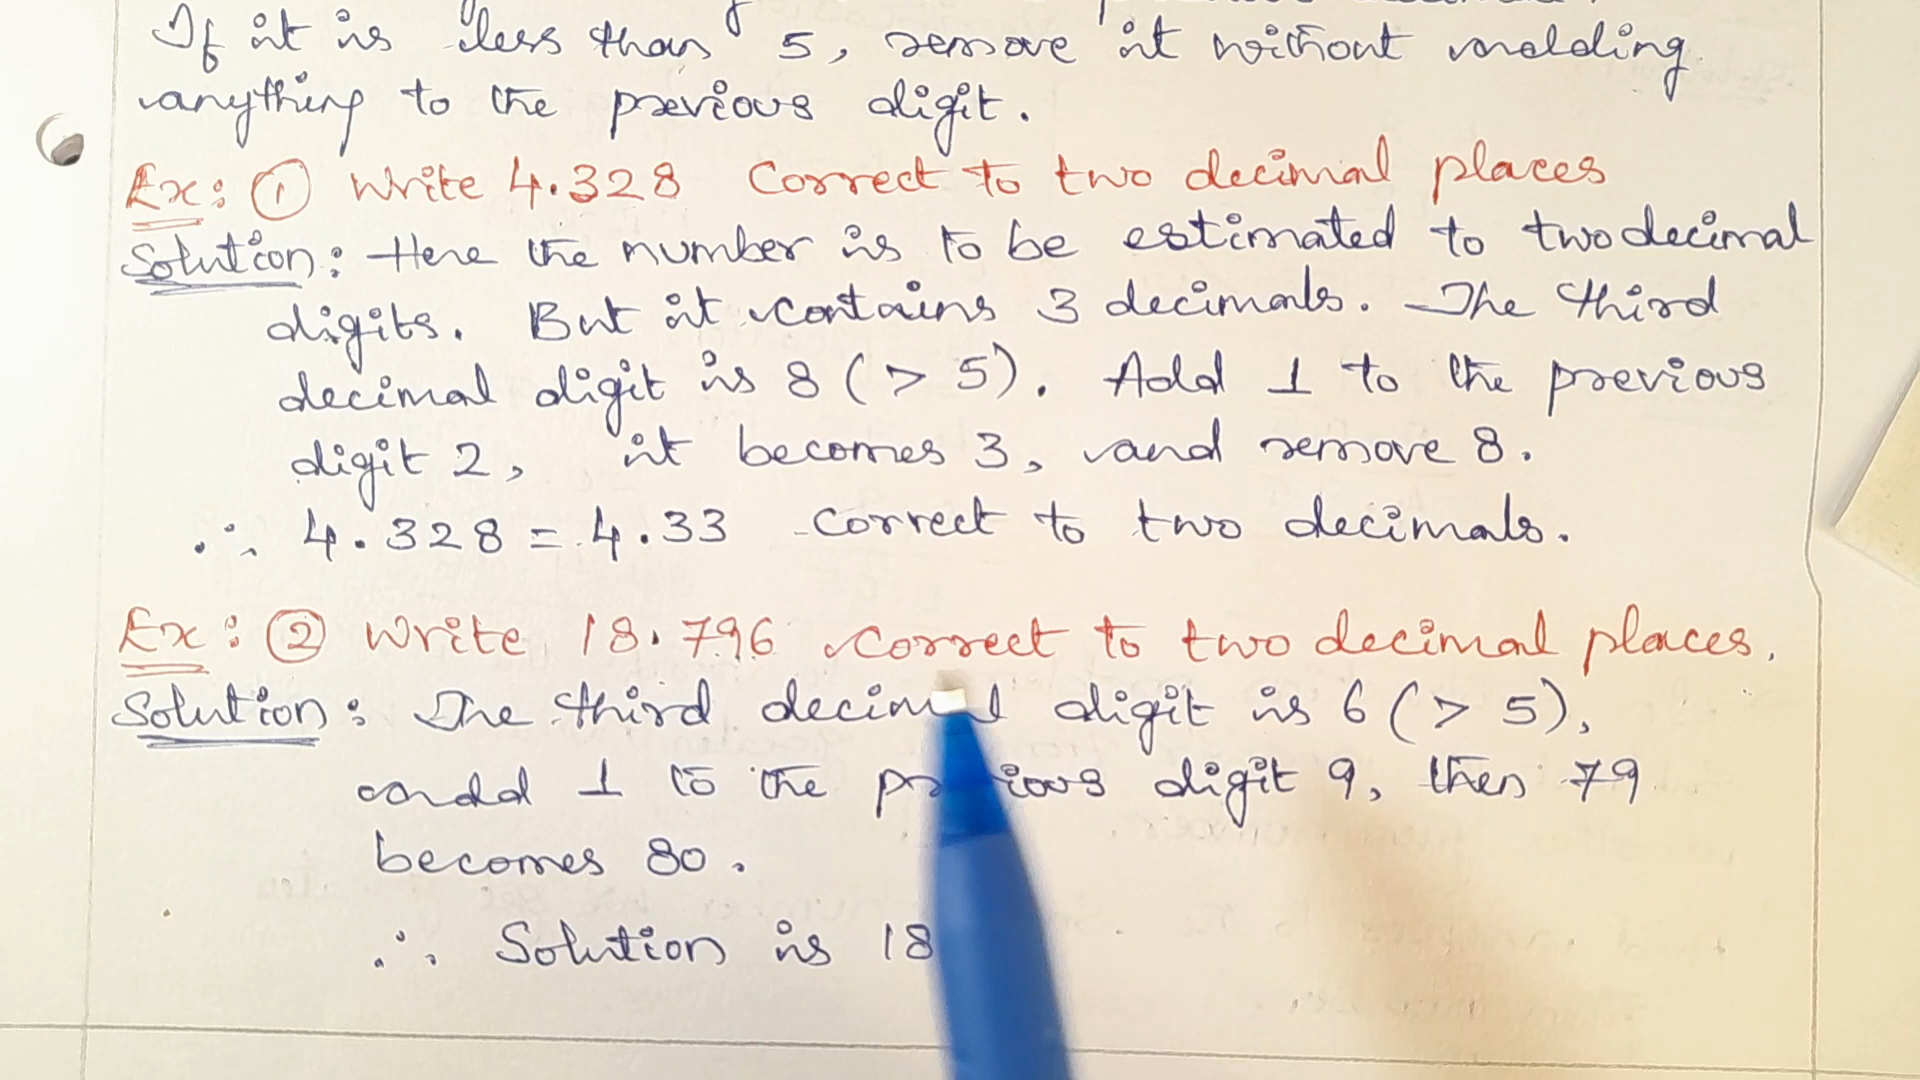 If it is less than 5, remove it without adding
anything to the previous digit.
Ex: ① Write 4.328 Correct to two decimal places
Solution: Here the number is to be estimated to two decimal
digits. But it contains 3 decimals. The third
decimal digit is 8 (> 5). Add 1 to the previous
digit 2, it becomes 3, and remove 8.
∴ 4.328 = 4.33 correct to two decimals.
Ex: ② Write 18.796 correct to two decimal places.
Solution: The third decimal digit is 6 (> 5),
add 1 to the previous digit 9, then 79
becomes 80.
∴ Solution is 18